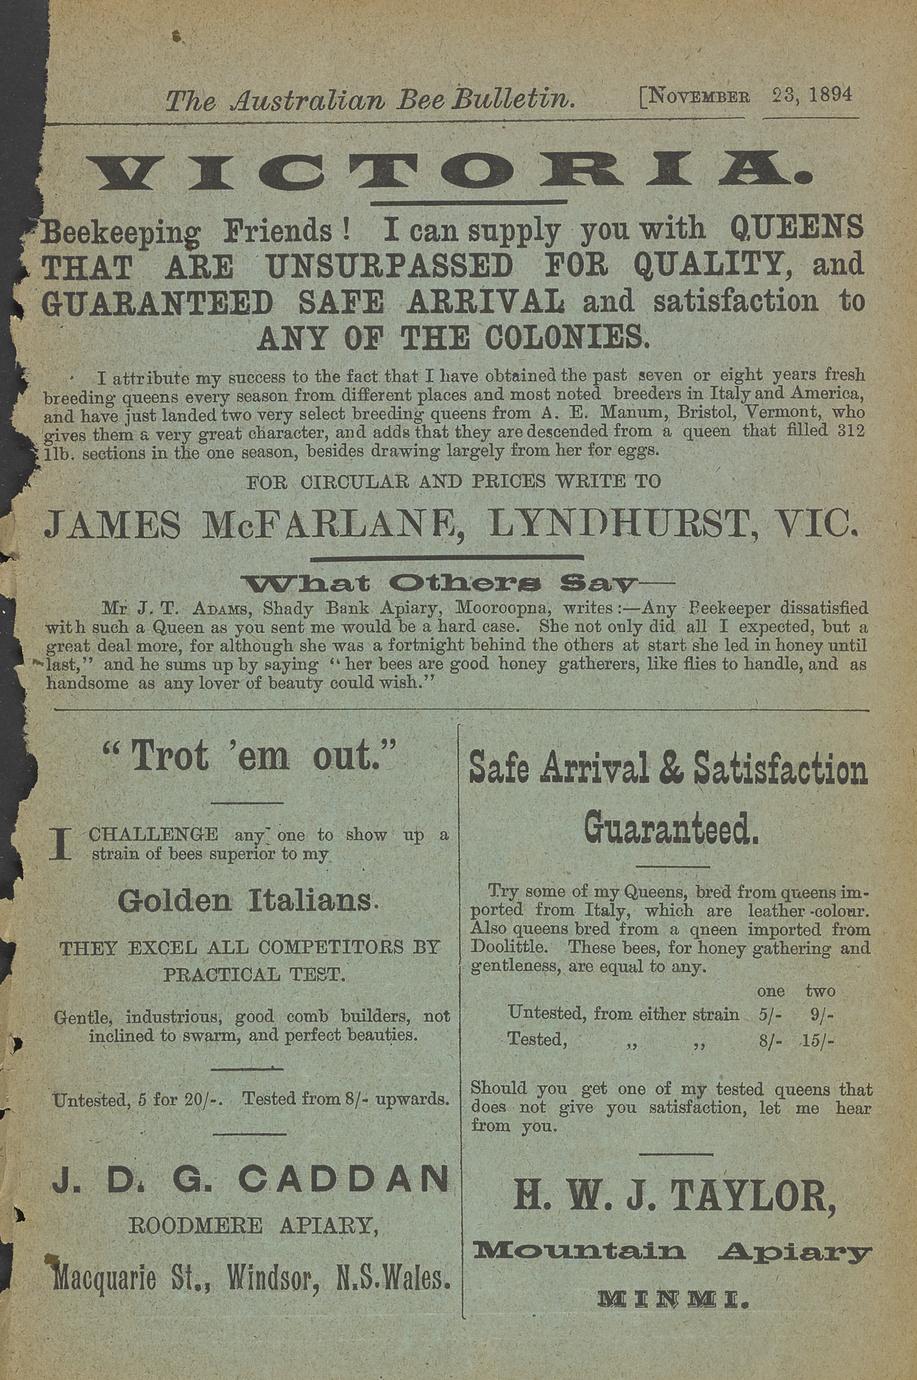 The Australian Bee Bulletin. [NOVEMBER 23, 1894
VICTORIA.
Beekeeping Friends! I can supply you with QUEENS
THAT ARE UNSURPASSED FOR QUALITY, and
GUARANTEED SAFE ARRIVAL and satisfaction to
ANY OF THE COLONIES.
I attribute my success to the fact that I have obtained the past seven or eight years fresh
breeding queens every season from different places and most noted breeders in Italy and America,
and have just landed two very select breeding queens from A. E. Manum, Bristol, Vermont, who
gives them a very great character, and adds that they are descended from a queen that filled 312
1lb. sections in the one season, besides drawing largely from her for eggs.
FOR CIRCULAR AND PRICES WRITE TO
JAMES McFARLANE, LYNDHURST, VIC.
What Others Say—
Mr J. T. ADAMS, Shady Bank Apiary, Mooroopna, writes:—Any Beekeeper dissatisfied
with such a Queen as you sent me would be a hard case. She not only did all I expected, but a
great deal more, for although she was a fortnight behind the others at start she led in honey until
last," and he sums up by saying "her bees are good honey gatherers, like flies to handle, and as
handsome as any lover of beauty could wish."
"Trot 'em out."
I CHALLENGE any one to show up a
strain of bees superior to my
Golden Italians.
THEY EXCEL ALL COMPETITORS BY
PRACTICAL TEST.
Gentle, industrious, good comb builders, not
inclined to swarm, and perfect beauties.
Untested, 5 for 20/-. Tested from 8/- upwards.
J. D. G. CADDAN
ROODMERE APIARY,
Macquarie St., Windsor, N.S.Wales.
Safe Arrival & Satisfaction
Guaranteed.
Try some of my Queens, bred from queens im-
ported from Italy, which are leather-colour.
Also queens bred from a qneen imported from
Doolittle. These bees, for honey gathering and
gentleness, are equal to any.
one two
Untested, from either strain 5/- 9/-
Tested, ,, ,, 8/- 15/-
Should you get one of my tested queens that
does not give you satisfaction, let me hear
from you.
H. W. J. TAYLOR,
Mountain Apiary
MINMI.